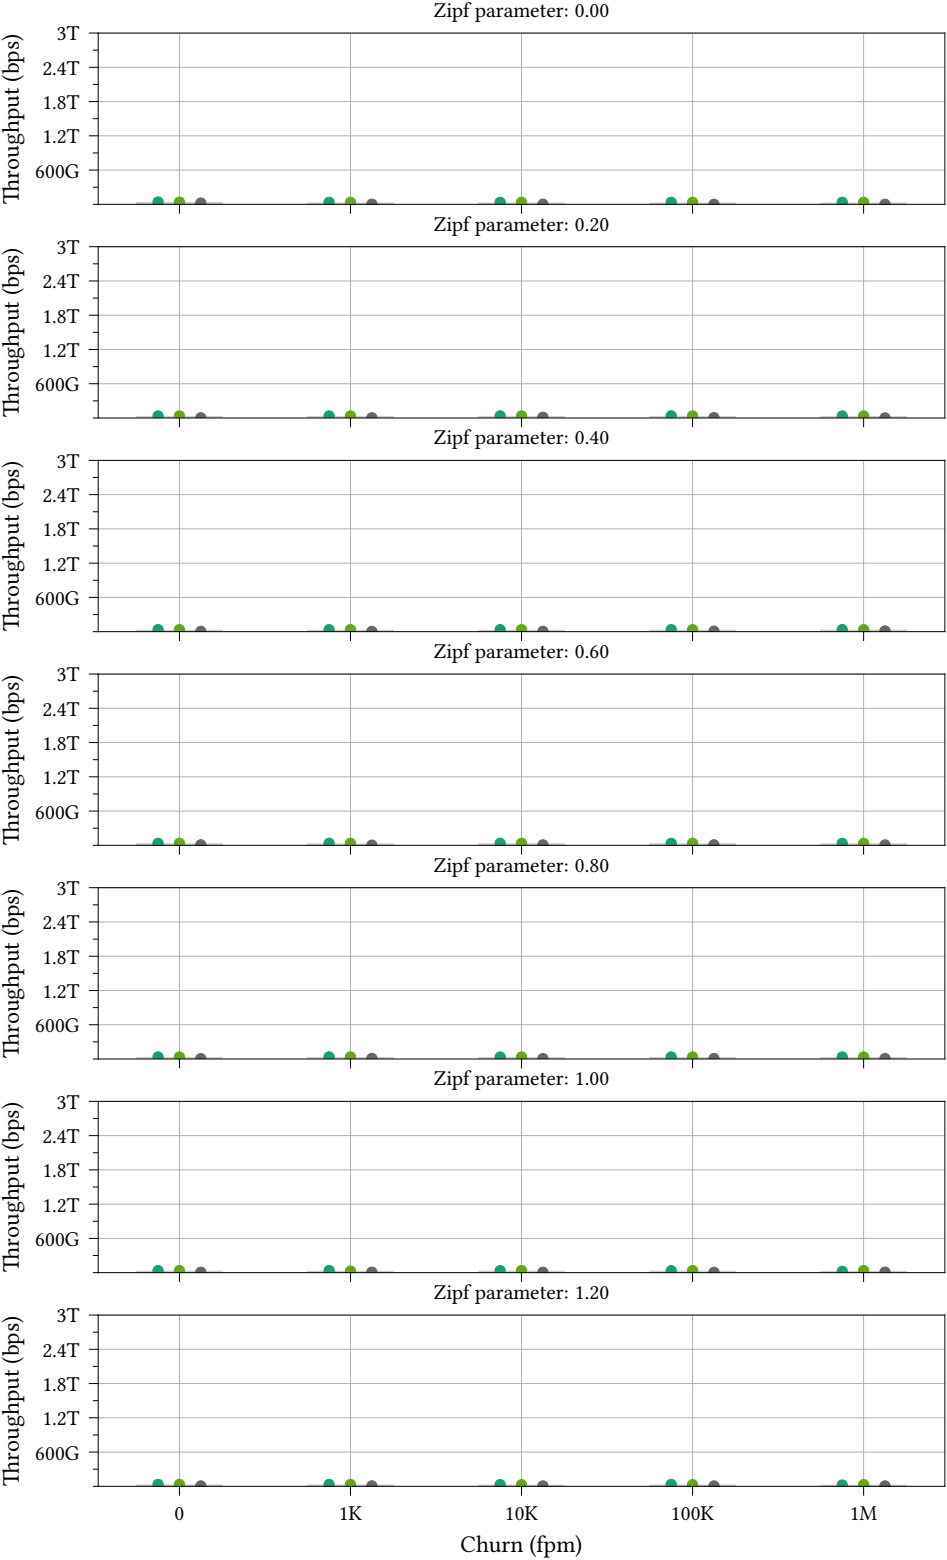 Zipf parameter: 0.00
Throughput (bps)
3T
2.4T
1.8T
1.2T
600G
Zipf parameter: 0.20
Throughput (bps)
3T
2.4T
1.8T
1.2T
600G
Zipf parameter: 0.40
Throughput (bps)
3T
2.4T
1.8T
1.2T
600G
Zipf parameter: 0.60
Throughput (bps)
3T
2.4T
1.8T
1.2T
600G
Zipf parameter: 0.80
Throughput (bps)
3T
2.4T
1.8T
1.2T
600G
Zipf parameter: 1.00
Throughput (bps)
3T
2.4T
1.8T
1.2T
600G
Zipf parameter: 1.20
Throughput (bps)
3T
2.4T
1.8T
1.2T
600G
0 1K 10K 100K 1M
Churn (fpm)